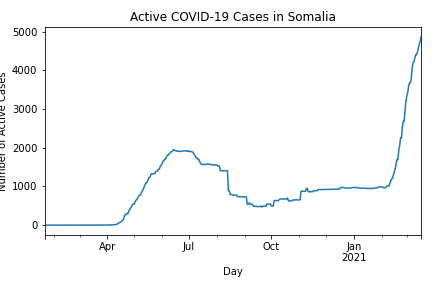 Active COVID-19 Cases in Somalia
Number of Active Cases
5000
4000
3000
2000
1000
0
Apr
Jul
Oct
Jan
2021
Day